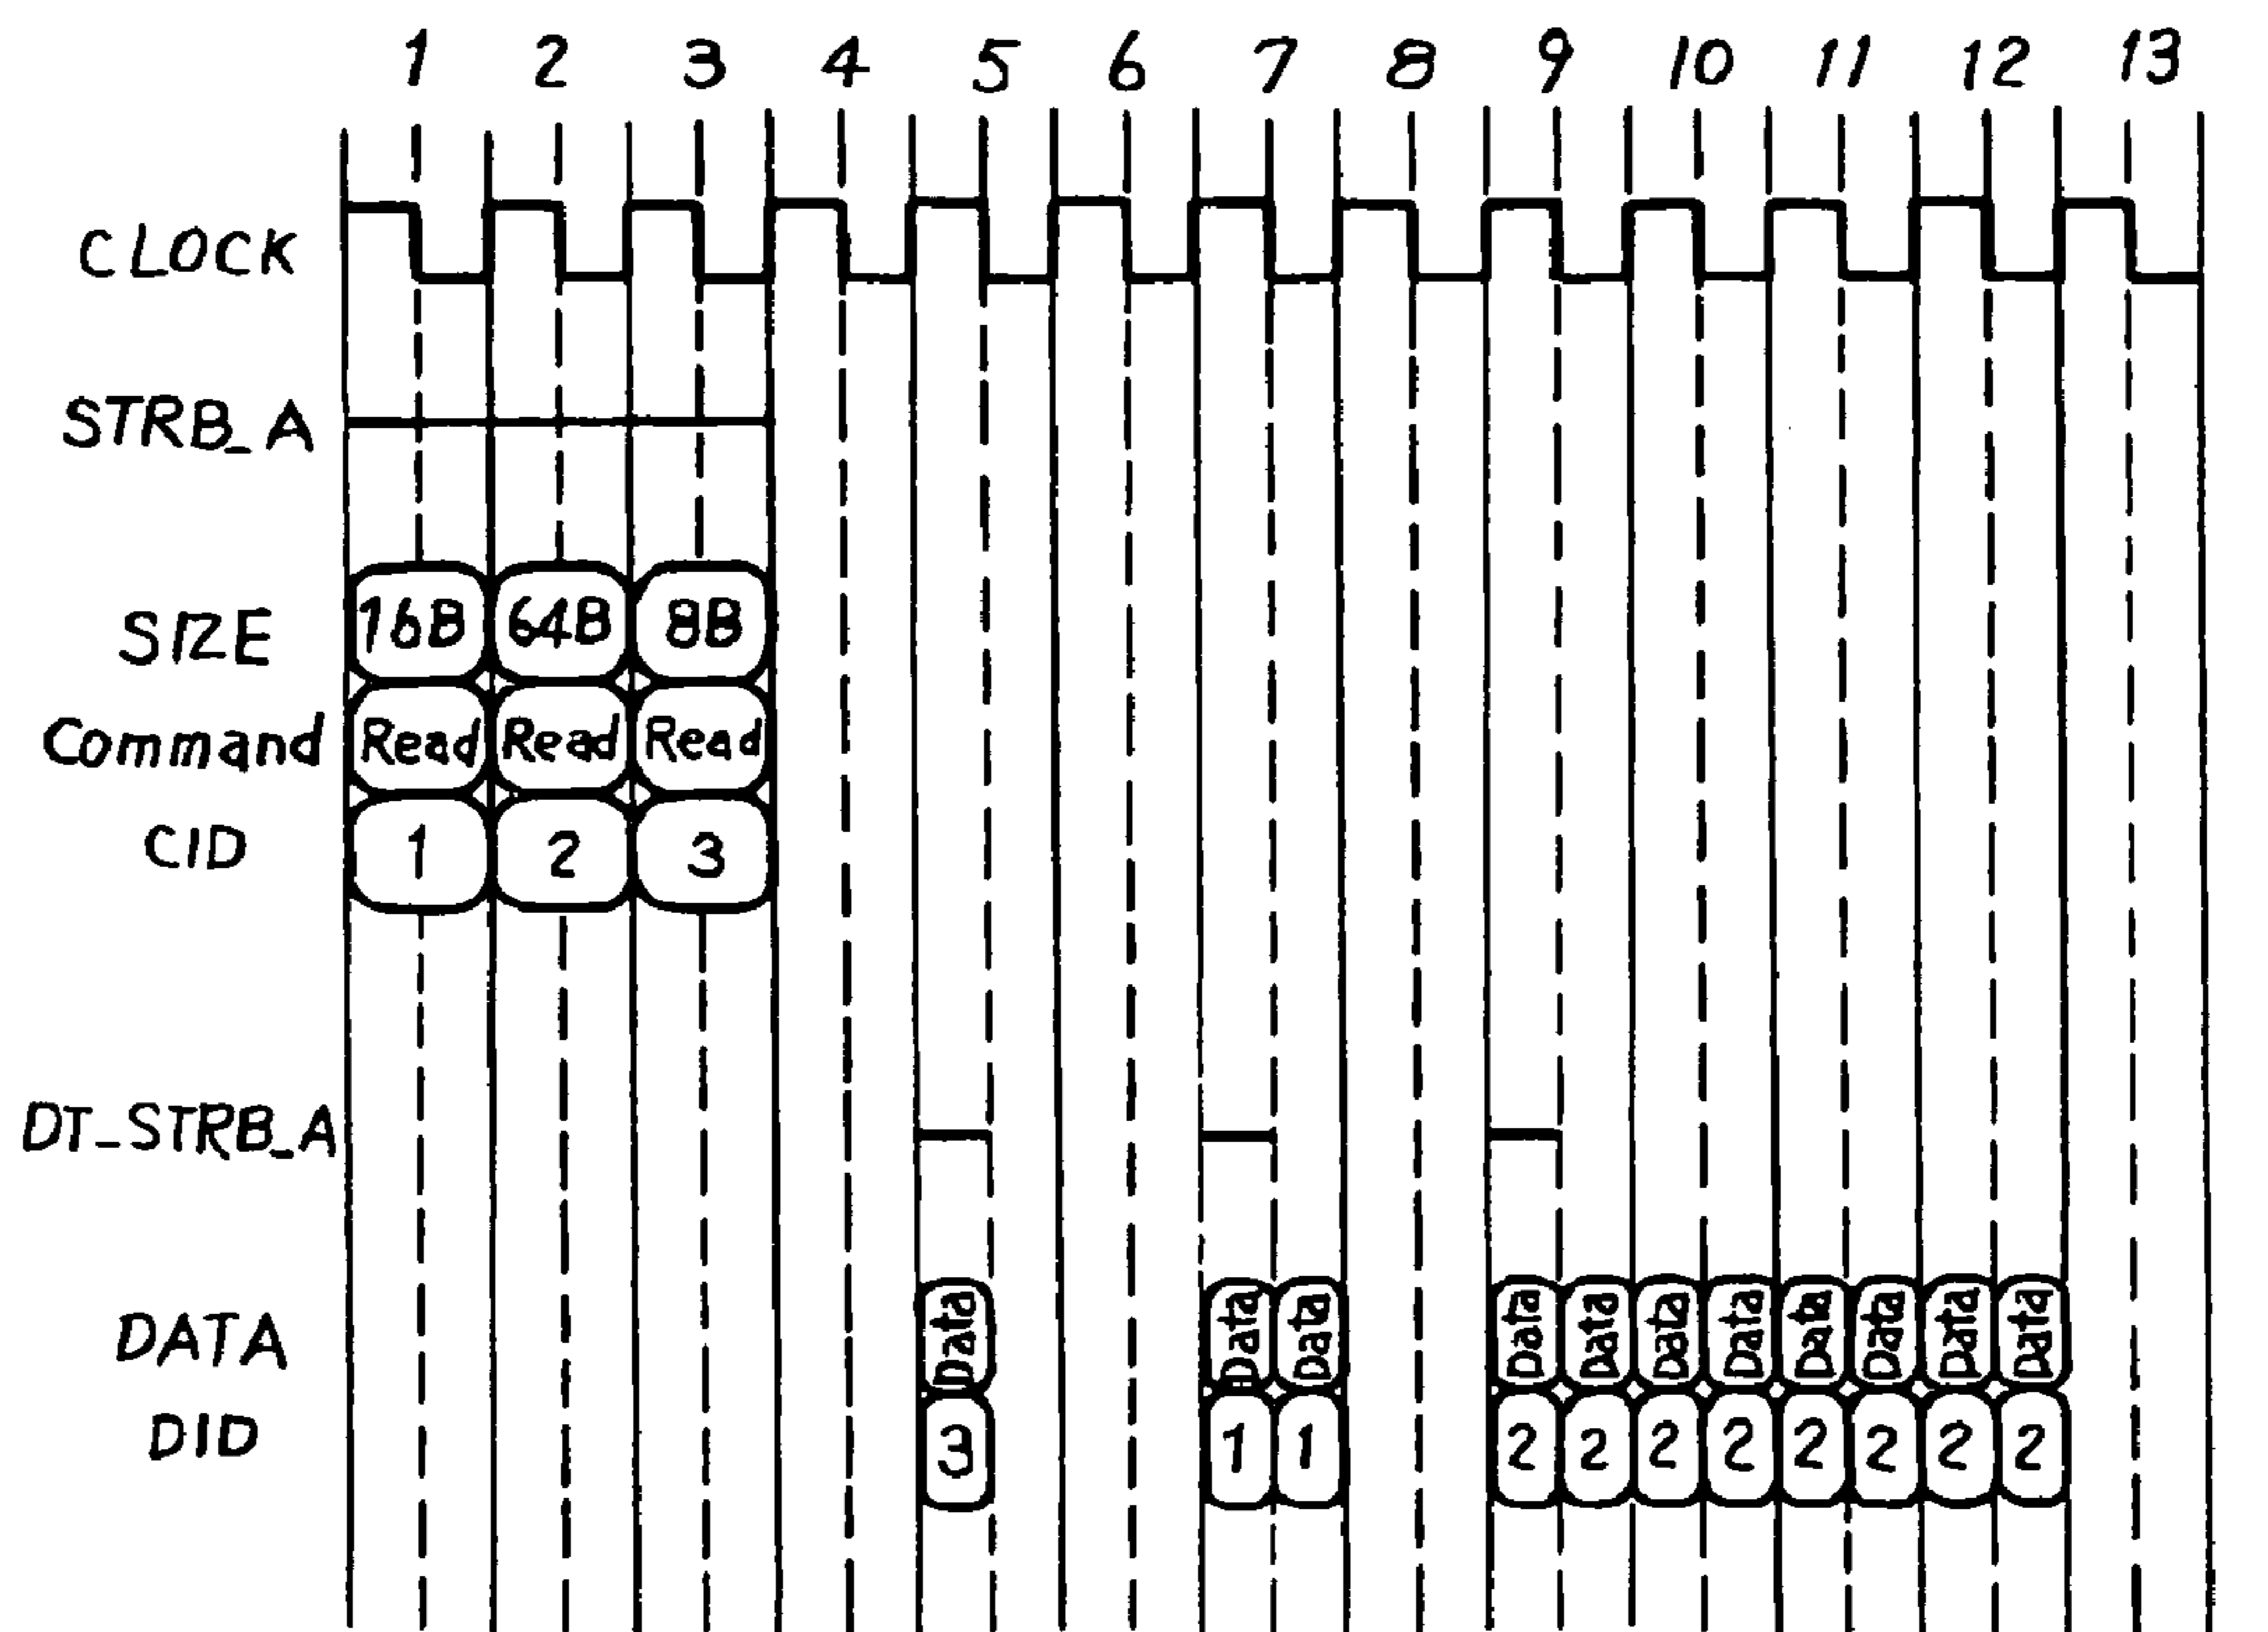 1 2 3 4 5 6 7 8 9 10 11 12 13
CLOCK
STRB_A
SIZE 16B 64B 8B
Command Read Read Read
CID 1 2 3
DT_STRB_A
DATA Data Data Data Data Data Data Data Data Data Data Data
DID 3 1 1 2 2 2 2 2 2 2 2